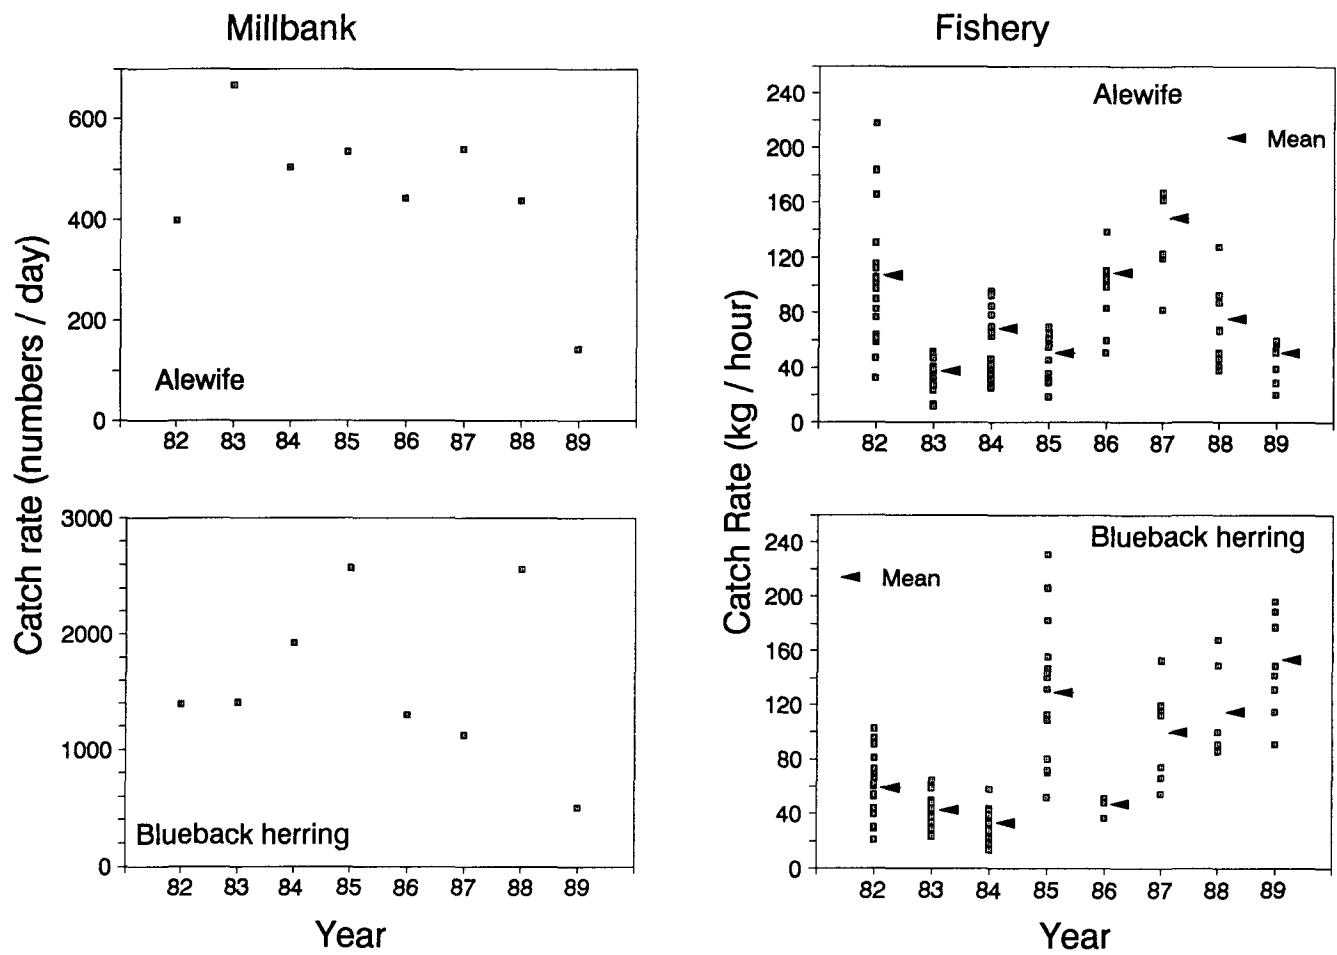 Millbank
Catch rate (numbers / day)
600
400
200
0
Alewife
82 83 84 85 86 87 88 89
3000
2000
1000
0
Blueback herring
82 83 84 85 86 87 88 89
Year
Fishery
Catch Rate (kg / hour)
240
200
160
120
80
40
0
Alewife
Mean
82 83 84 85 86 87 88 89
240
200
160
120
80
40
0
Blueback herring
Mean
82 83 84 85 86 87 88 89
Year